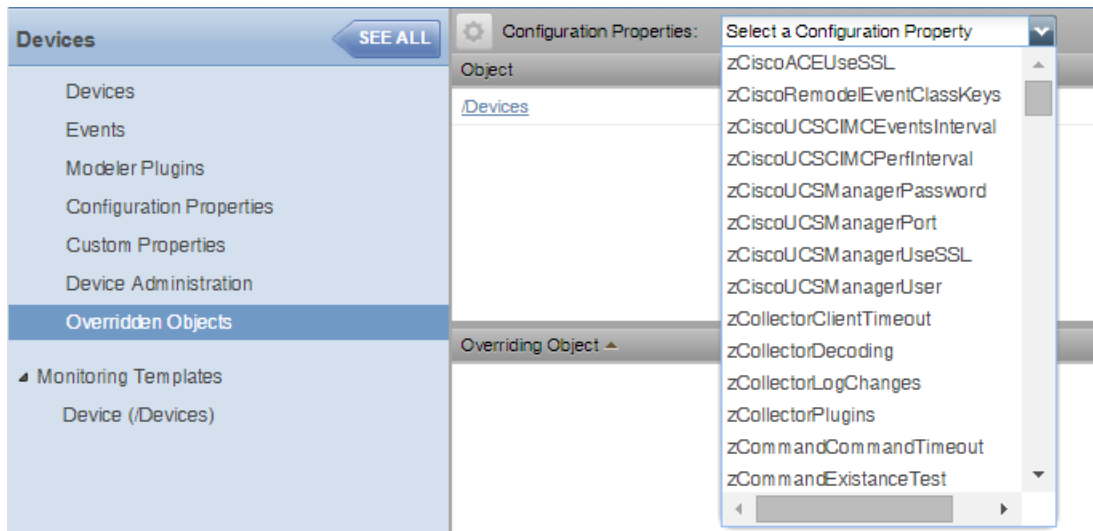 Devices
SEE ALL
Devices
Events
Modeler Plugins
Configuration Properties
Custom Properties
Device Administration
Overridden Objects
Monitoring Templates
Device (/Devices)
Configuration Properties:
Select a Configuration Property
Object
/Devices
Overriding Object
zCiscoACEUseSSL
zCiscoRemodelEventClassKeys
zCiscoUCSCIMCEventsInterval
zCiscoUCSCIMCPerfInterval
zCiscoUCSManagerPassword
zCiscoUCSManagerPort
zCiscoUCSManagerUseSSL
zCiscoUCSManagerUser
zCollectorClientTimeout
zCollectorDecoding
zCollectorLogChanges
zCollectorPlugins
zCommandCommandTimeout
zCommandExistanceTest